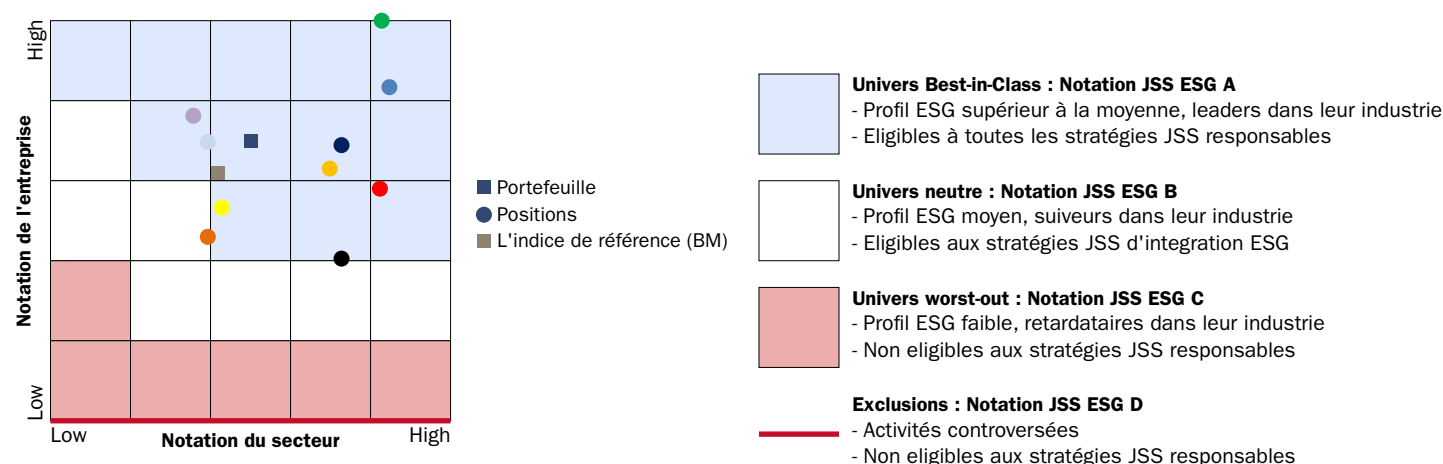 High
Notation de l'entreprise
Low
Low
Notation du secteur
High
Portefeuille
Positions
L'indice de référence (BM)
Univers Best-in-Class : Notation JSS ESG A
- Profil ESG supérieur à la moyenne, leaders dans leur industrie
- Eligibles à toutes les stratégies JSS responsables
Univers neutre : Notation JSS ESG B
- Profil ESG moyen, suiveurs dans leur industrie
- Eligibles aux stratégies JSS d'integration ESG
Univers worst-out : Notation JSS ESG C
- Profil ESG faible, retardataires dans leur industrie
- Non eligibles aux stratégies JSS responsables
Exclusions : Notation JSS ESG D
- Activités controversées
- Non eligibles aux stratégies JSS responsables